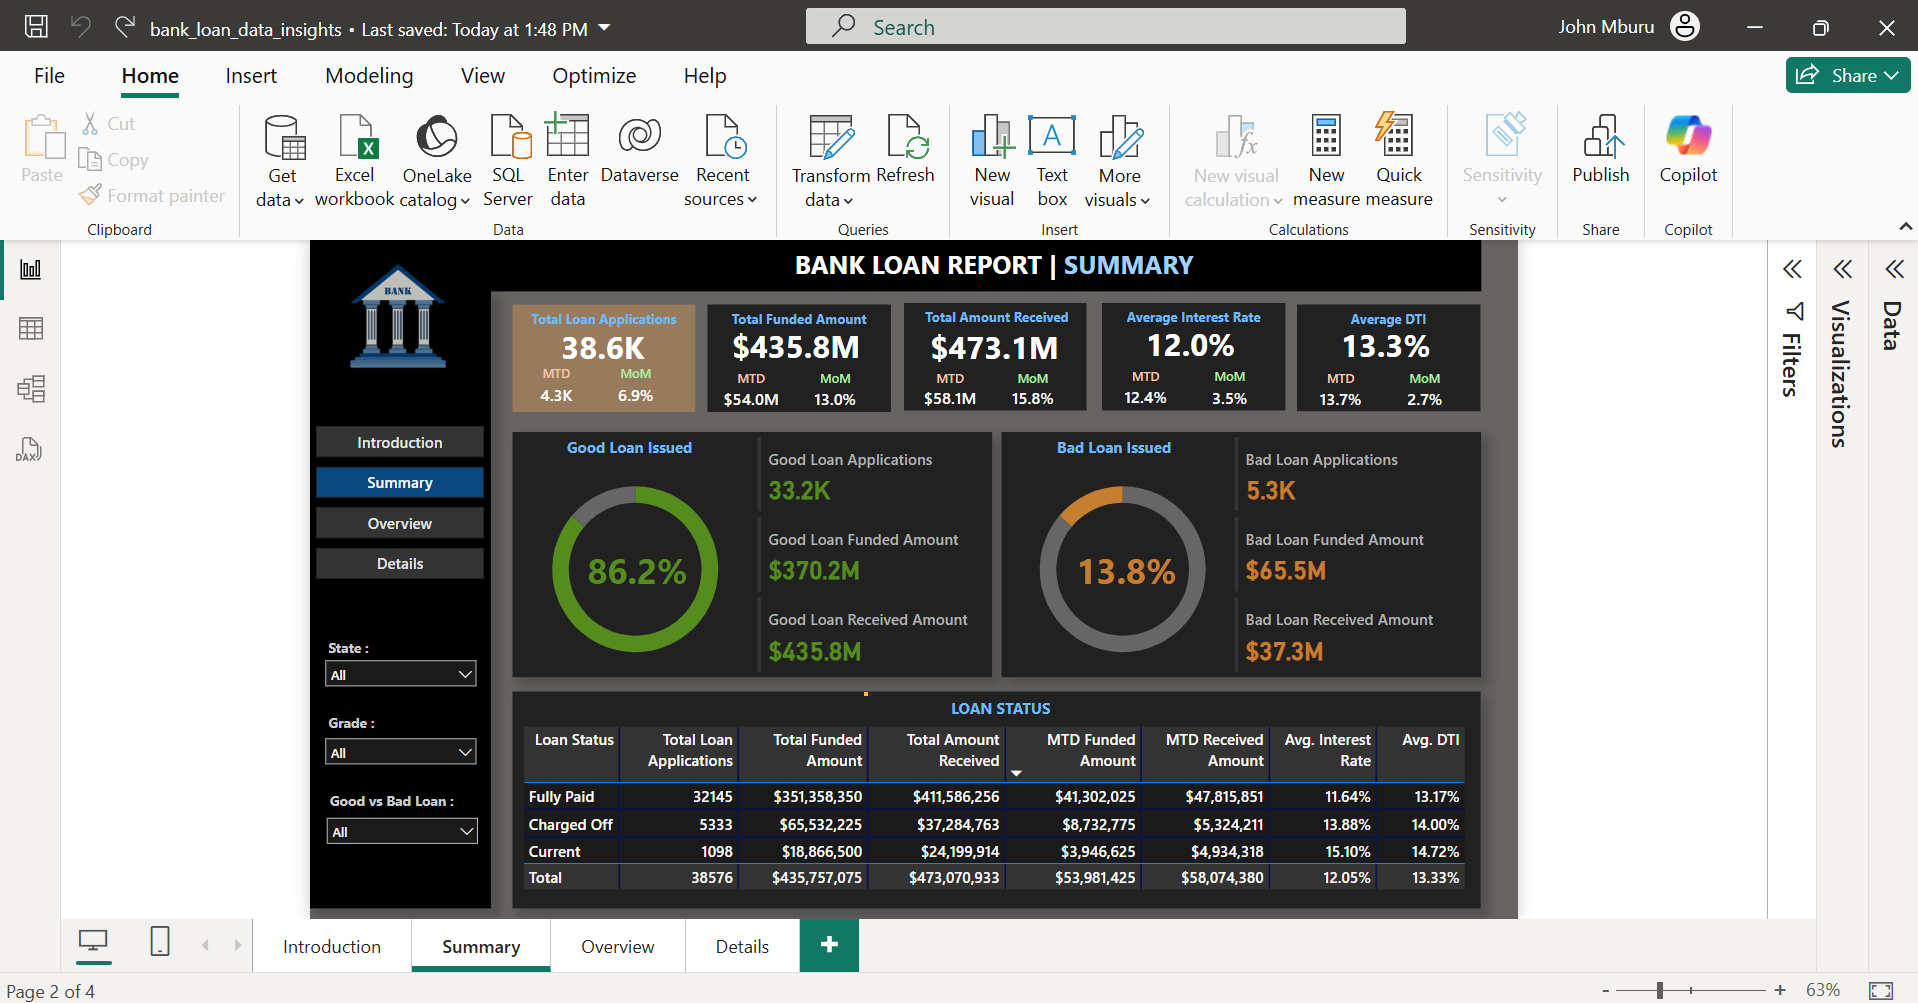 bank_loan_data_insights • Last saved: Today at 1:48 PM
Search
John Mburu
File Home Insert Modeling View Optimize Help
Share
Paste
Cut
Copy
Format painter
Clipboard
Get data
Excel workbook
OneLake catalog
SQL Server
Enter data
Dataverse
Recent sources
Data
Transform data
Refresh
Queries
New visual
Text box
More visuals
Insert
New visual calculation
New measure
Quick measure
Calculations
Sensitivity
Sensitivity
Publish
Share
Copilot
Copilot
DAX
BANK
BANK LOAN REPORT | SUMMARY
Introduction
Summary
Overview
Details
State :
All
Grade :
All
Good vs Bad Loan :
All
Total Loan Applications
38.6K
MTD MoM
4.3K 6.9%
Total Funded Amount
$435.8M
MTD MoM
$54.0M 13.0%
Total Amount Received
$473.1M
MTD MoM
$58.1M 15.8%
Average Interest Rate
12.0%
MTD MoM
12.4% 3.5%
Average DTI
13.3%
MTD MoM
13.7% 2.7%
Good Loan Issued
86.2%
Good Loan Applications
33.2K
Good Loan Funded Amount
$370.2M
Good Loan Received Amount
$435.8M
Bad Loan Issued
13.8%
Bad Loan Applications
5.3K
Bad Loan Funded Amount
$65.5M
Bad Loan Received Amount
$37.3M
LOAN STATUS
Loan Status Total Loan Applications Total Funded Amount Total Amount Received MTD Funded Amount MTD Received Amount Avg. Interest Rate Avg. DTI
Fully Paid 32145 $351,358,350 $411,586,256 $41,302,025 $47,815,851 11.64% 13.17%
Charged Off 5333 $65,532,225 $37,284,763 $8,732,775 $5,324,211 13.88% 14.00%
Current 1098 $18,866,500 $24,199,914 $3,946,625 $4,934,318 15.10% 14.72%
Total 38576 $435,757,075 $473,070,933 $53,981,425 $58,074,380 12.05% 13.33%
Filters
Visualizations
Data
Introduction Summary Overview Details
Page 2 of 4
- + 63%